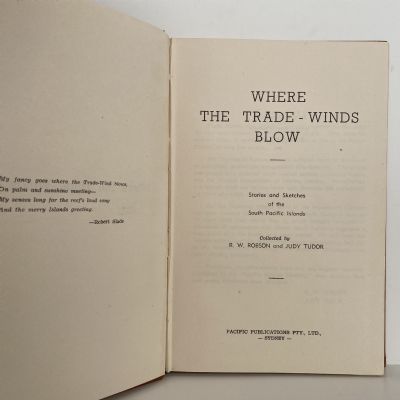 My fancy goes where the Trade-Wind blows,
On palm and sunshine meeting—
My senses long for the reef's loud song
And the merry Islands greeting.
—Robert Slade
WHERE
THE TRADE - WINDS
BLOW
Stories and Sketches
of the
South Pacific Islands
Collected by
R. W. ROBSON and JUDY TUDOR
PACIFIC PUBLICATIONS PTY. LTD.,
— SYDNEY —